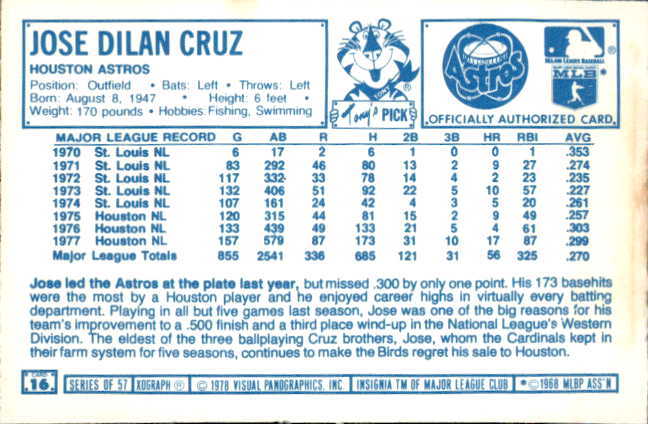 JOSE DILAN CRUZ
HOUSTON ASTROS
Position: Outfield • Bats: Left • Throws: Left
Born: August 8, 1947 • Height: 6 feet •
Weight: 170 pounds • Hobbies: Fishing, Swimming
TONY
®
Tony's PICK
Astros
MAJOR LEAGUE BASEBALL
MLB
OFFICIALLY AUTHORIZED CARD
MAJOR LEAGUE RECORD G AB R H 2B 3B HR RBI AVG
1970 St. Louis NL 6 17 2 6 1 0 0 1 .353
1971 St. Louis NL 83 292 46 80 13 2 9 27 .274
1972 St. Louis NL 117 332 33 78 14 4 2 23 .235
1973 St. Louis NL 132 406 51 92 22 5 10 57 .227
1974 St. Louis NL 107 161 24 42 4 3 5 20 .261
1975 Houston NL 120 315 44 81 15 2 9 49 .257
1976 Houston NL 133 439 49 133 21 5 4 61 .303
1977 Houston NL 157 579 87 173 31 10 17 87 .299
Major League Totals 855 2541 336 685 121 31 56 325 .270
Jose led the Astros at the plate last year, but missed .300 by only one point. His 173 basehits
were the most by a Houston player and he enjoyed career highs in virtually every batting
department. Playing in all but five games last season, Jose was one of the big reasons for his
team's improvement to a .500 finish and a third place wind-up in the National League's Western
Division. The eldest of the three ballplaying Cruz brothers, Jose, whom the Cardinals kept in
their farm system for five seasons, continues to make the Birds regret his sale to Houston.
CARD
16 SERIES OF 57 XOGRAPH ® © 1978 VISUAL PANOGRAPHICS, INC. INSIGNIA TM OF MAJOR LEAGUE CLUB * ©1968 MLBP ASS'N